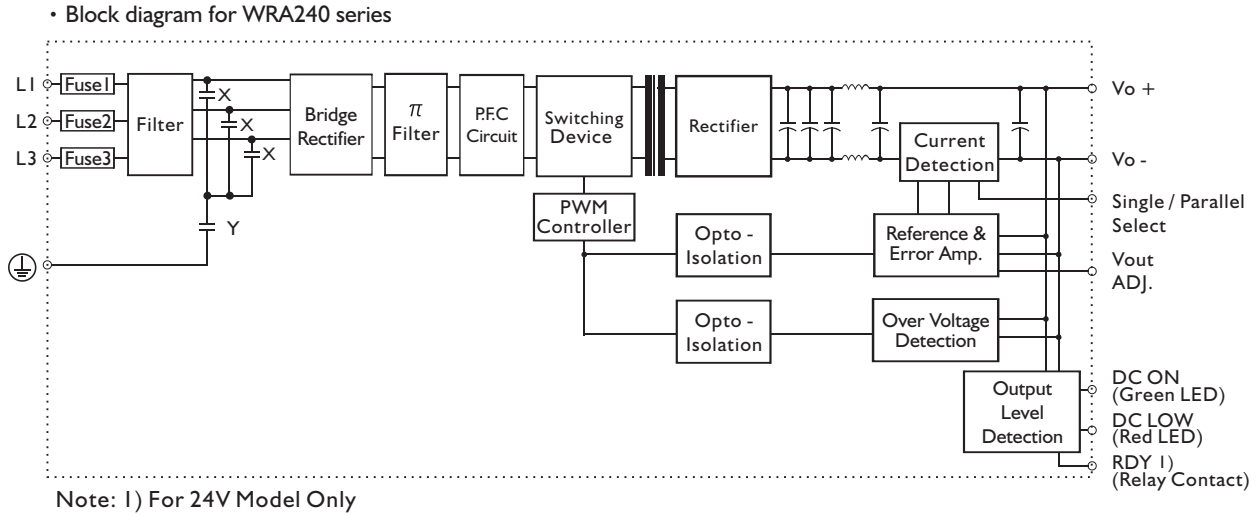 • Block diagram for WRA240 series
L1
Fuse1
L2
Fuse2
L3
Fuse3
Filter
X
X
X
Y
Bridge
Rectifier
π
Filter
P.F.C
Circuit
Switching
Device
PWM
Controller
Rectifier
Opto -
Isolation
Opto -
Isolation
Current
Detection
Reference &
Error Amp.
Over Voltage
Detection
Output
Level
Detection
Vo +
Vo -
Single / Parallel
Select
Vout
ADJ.
DC ON
(Green LED)
DC LOW
(Red LED)
RDY 1)
(Relay Contact)
Note: 1) For 24V Model Only